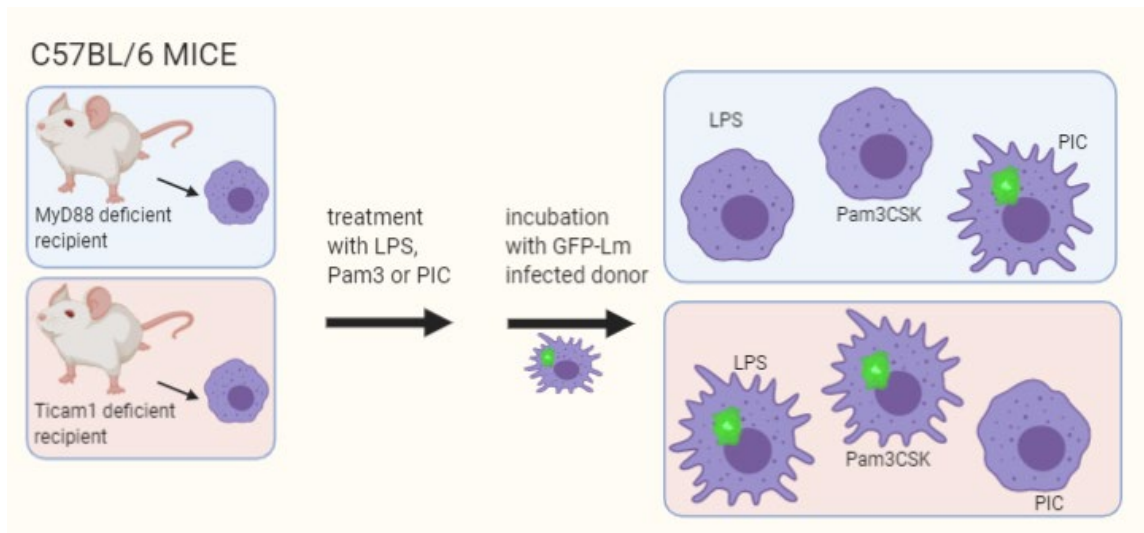 C57BL/6 MICE
MyD88 deficient
recipient
Ticam1 deficient
recipient
treatment
with LPS,
Pam3 or PIC
incubation
with GFP-Lm
infected donor
LPS
Pam3CSK
PIC
LPS
Pam3CSK
PIC